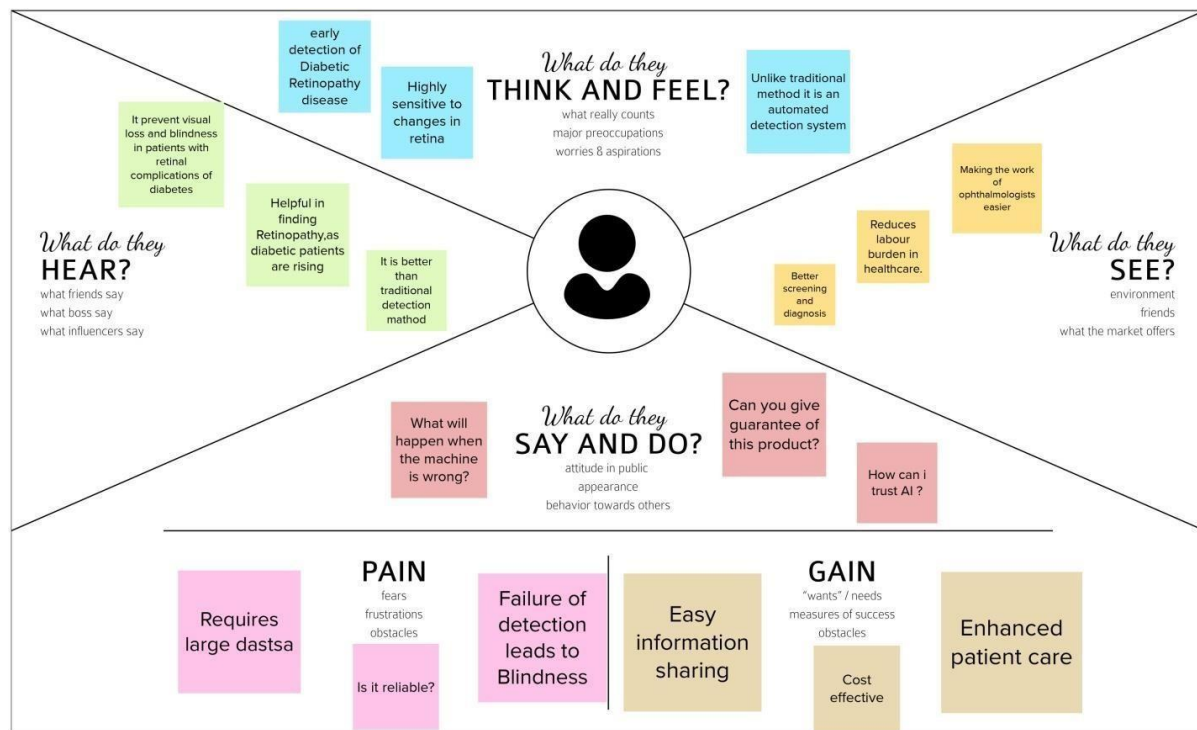 What do they
THINK AND FEEL?
what really counts
major preoccupations
worries & aspirations
early
detection of
Diabetic
Retinopathy
disease
Highly
sensitive to
changes in
retina
Unlike traditional
method it is an
automated
detection system
What do they
HEAR?
what friends say
what boss say
what influencers say
It prevent visual
loss and blindness
in patients with
retinal
complications of
diabetes
Helpful in
finding
Retinopathy,as
diabetic patients
are rising
It is better
than
traditional
detection
mathod
What do they
SEE?
environment
friends
what the market offers
Making the work
of
ophthalmologists
easier
Reduces
labour
burden in
healthcare.
Better
screening
and
diagnosis
What do they
SAY AND DO?
attitude in public
appearance
behavior towards others
What will
happen when
the machine
is wrong?
Can you give
guarantee of
this product?
How can i
trust AI ?
PAIN
fears
frustrations
obstacles
Requires
large dastsa
Is it reliable?
Failure of
detection
leads to
Blindness
GAIN
"wants" / needs
measures of success
obstacles
Easy
information
sharing
Cost
effective
Enhanced
patient care